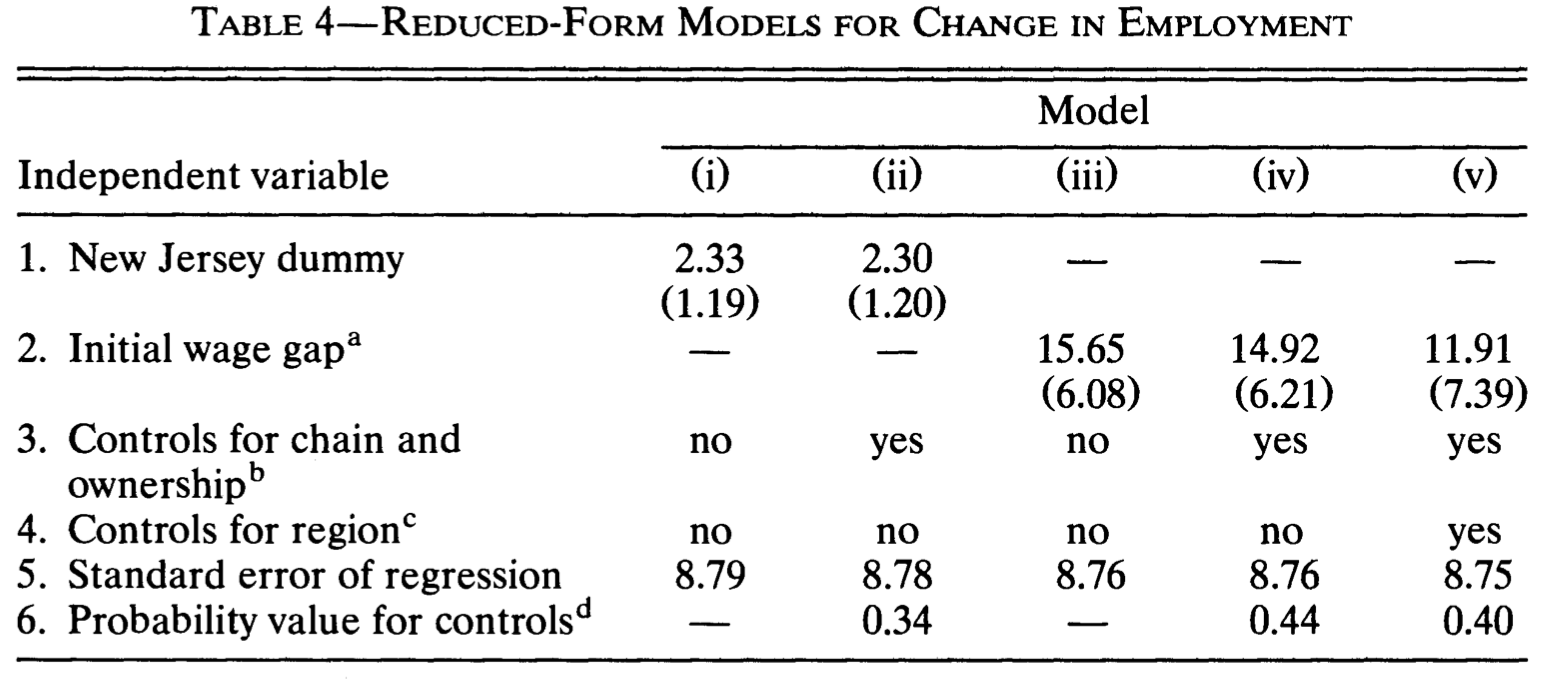 TABLE 4—REDUCED-FORM MODELS FOR CHANGE IN EMPLOYMENT
Model
Independent variable (i) (ii) (iii) (iv) (v)
1. New Jersey dummy 2.33 2.30 — — —
(1.19) (1.20)
2. Initial wage gapᵃ — — 15.65 14.92 11.91
(6.08) (6.21) (7.39)
3. Controls for chain and no yes no yes yes
ownershipᵇ
4. Controls for regionᶜ no no no no yes
5. Standard error of regression 8.79 8.78 8.76 8.76 8.75
6. Probability value for controlsᵈ — 0.34 — 0.44 0.40